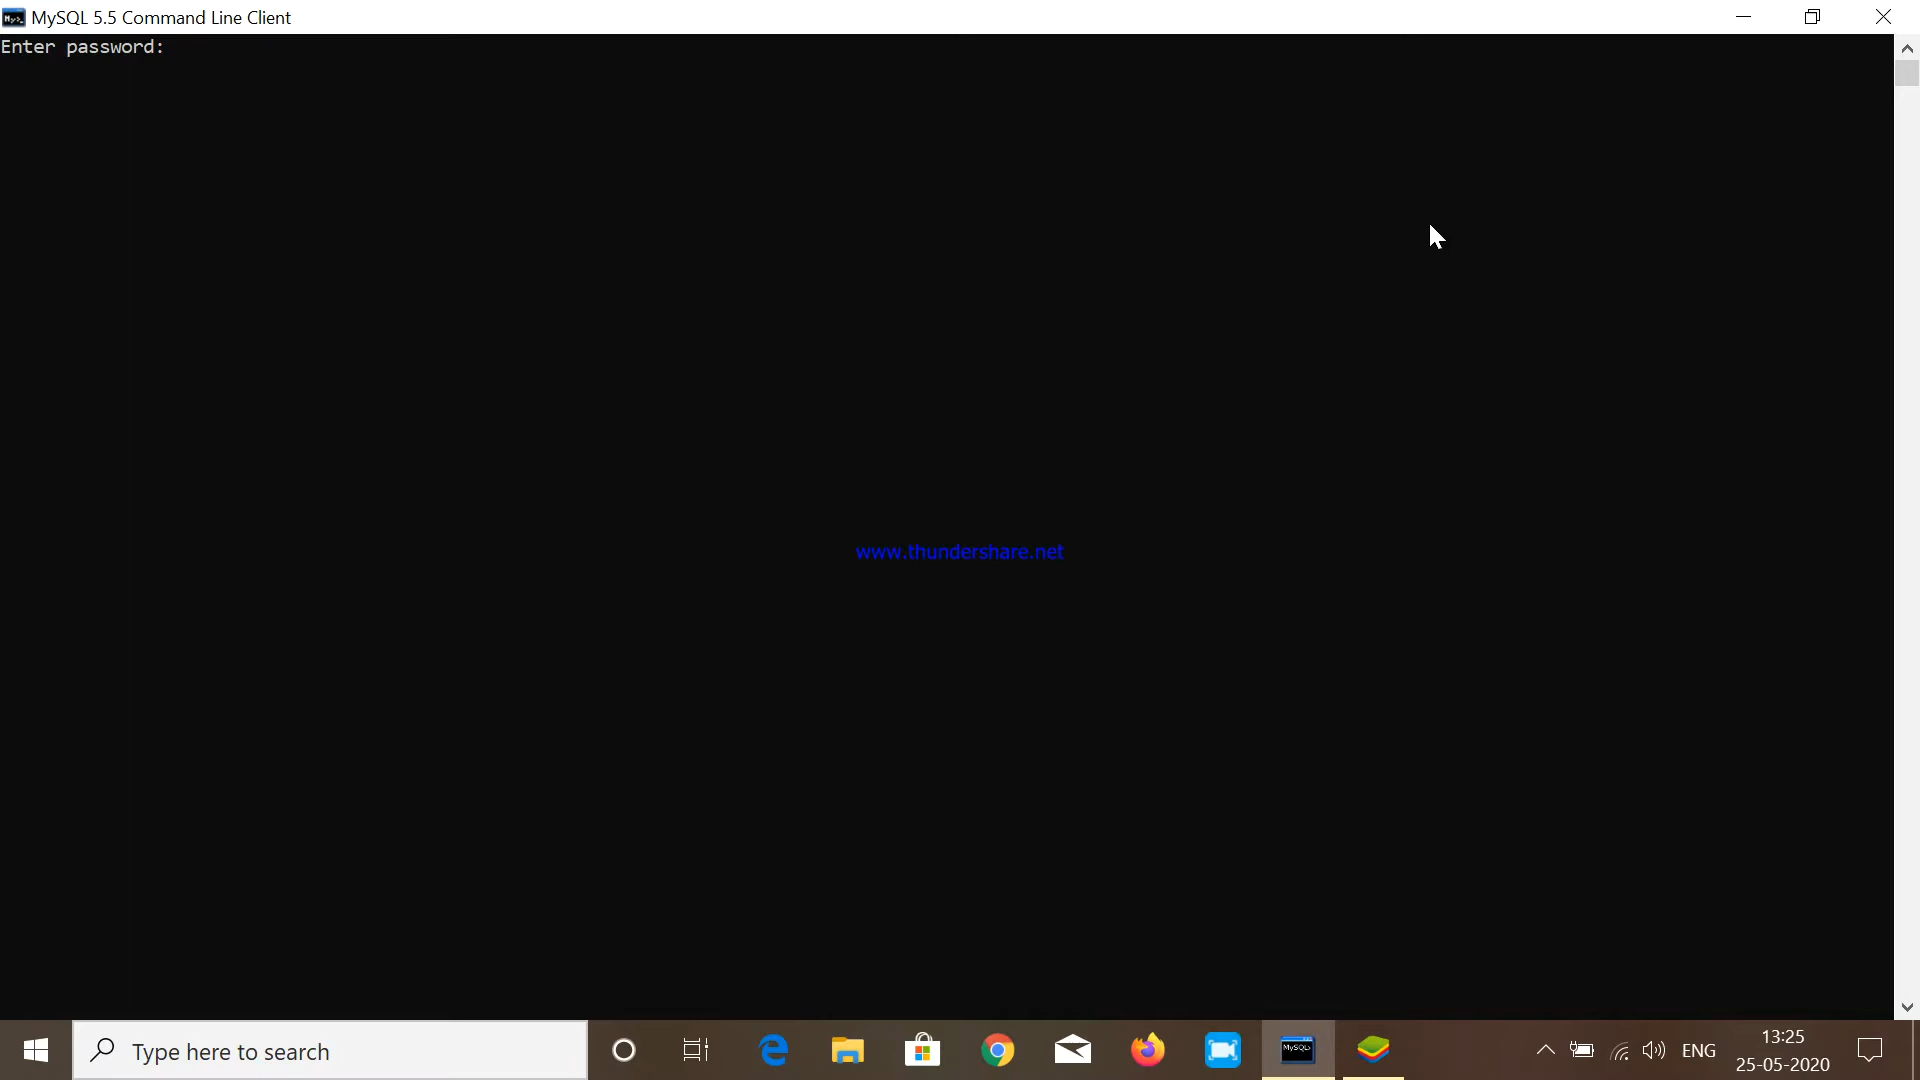 MySQL 5.5 Command Line Client
Enter password:
www.thundershare.net
Type here to search
MySQL
ENG
13:25
25-05-2020